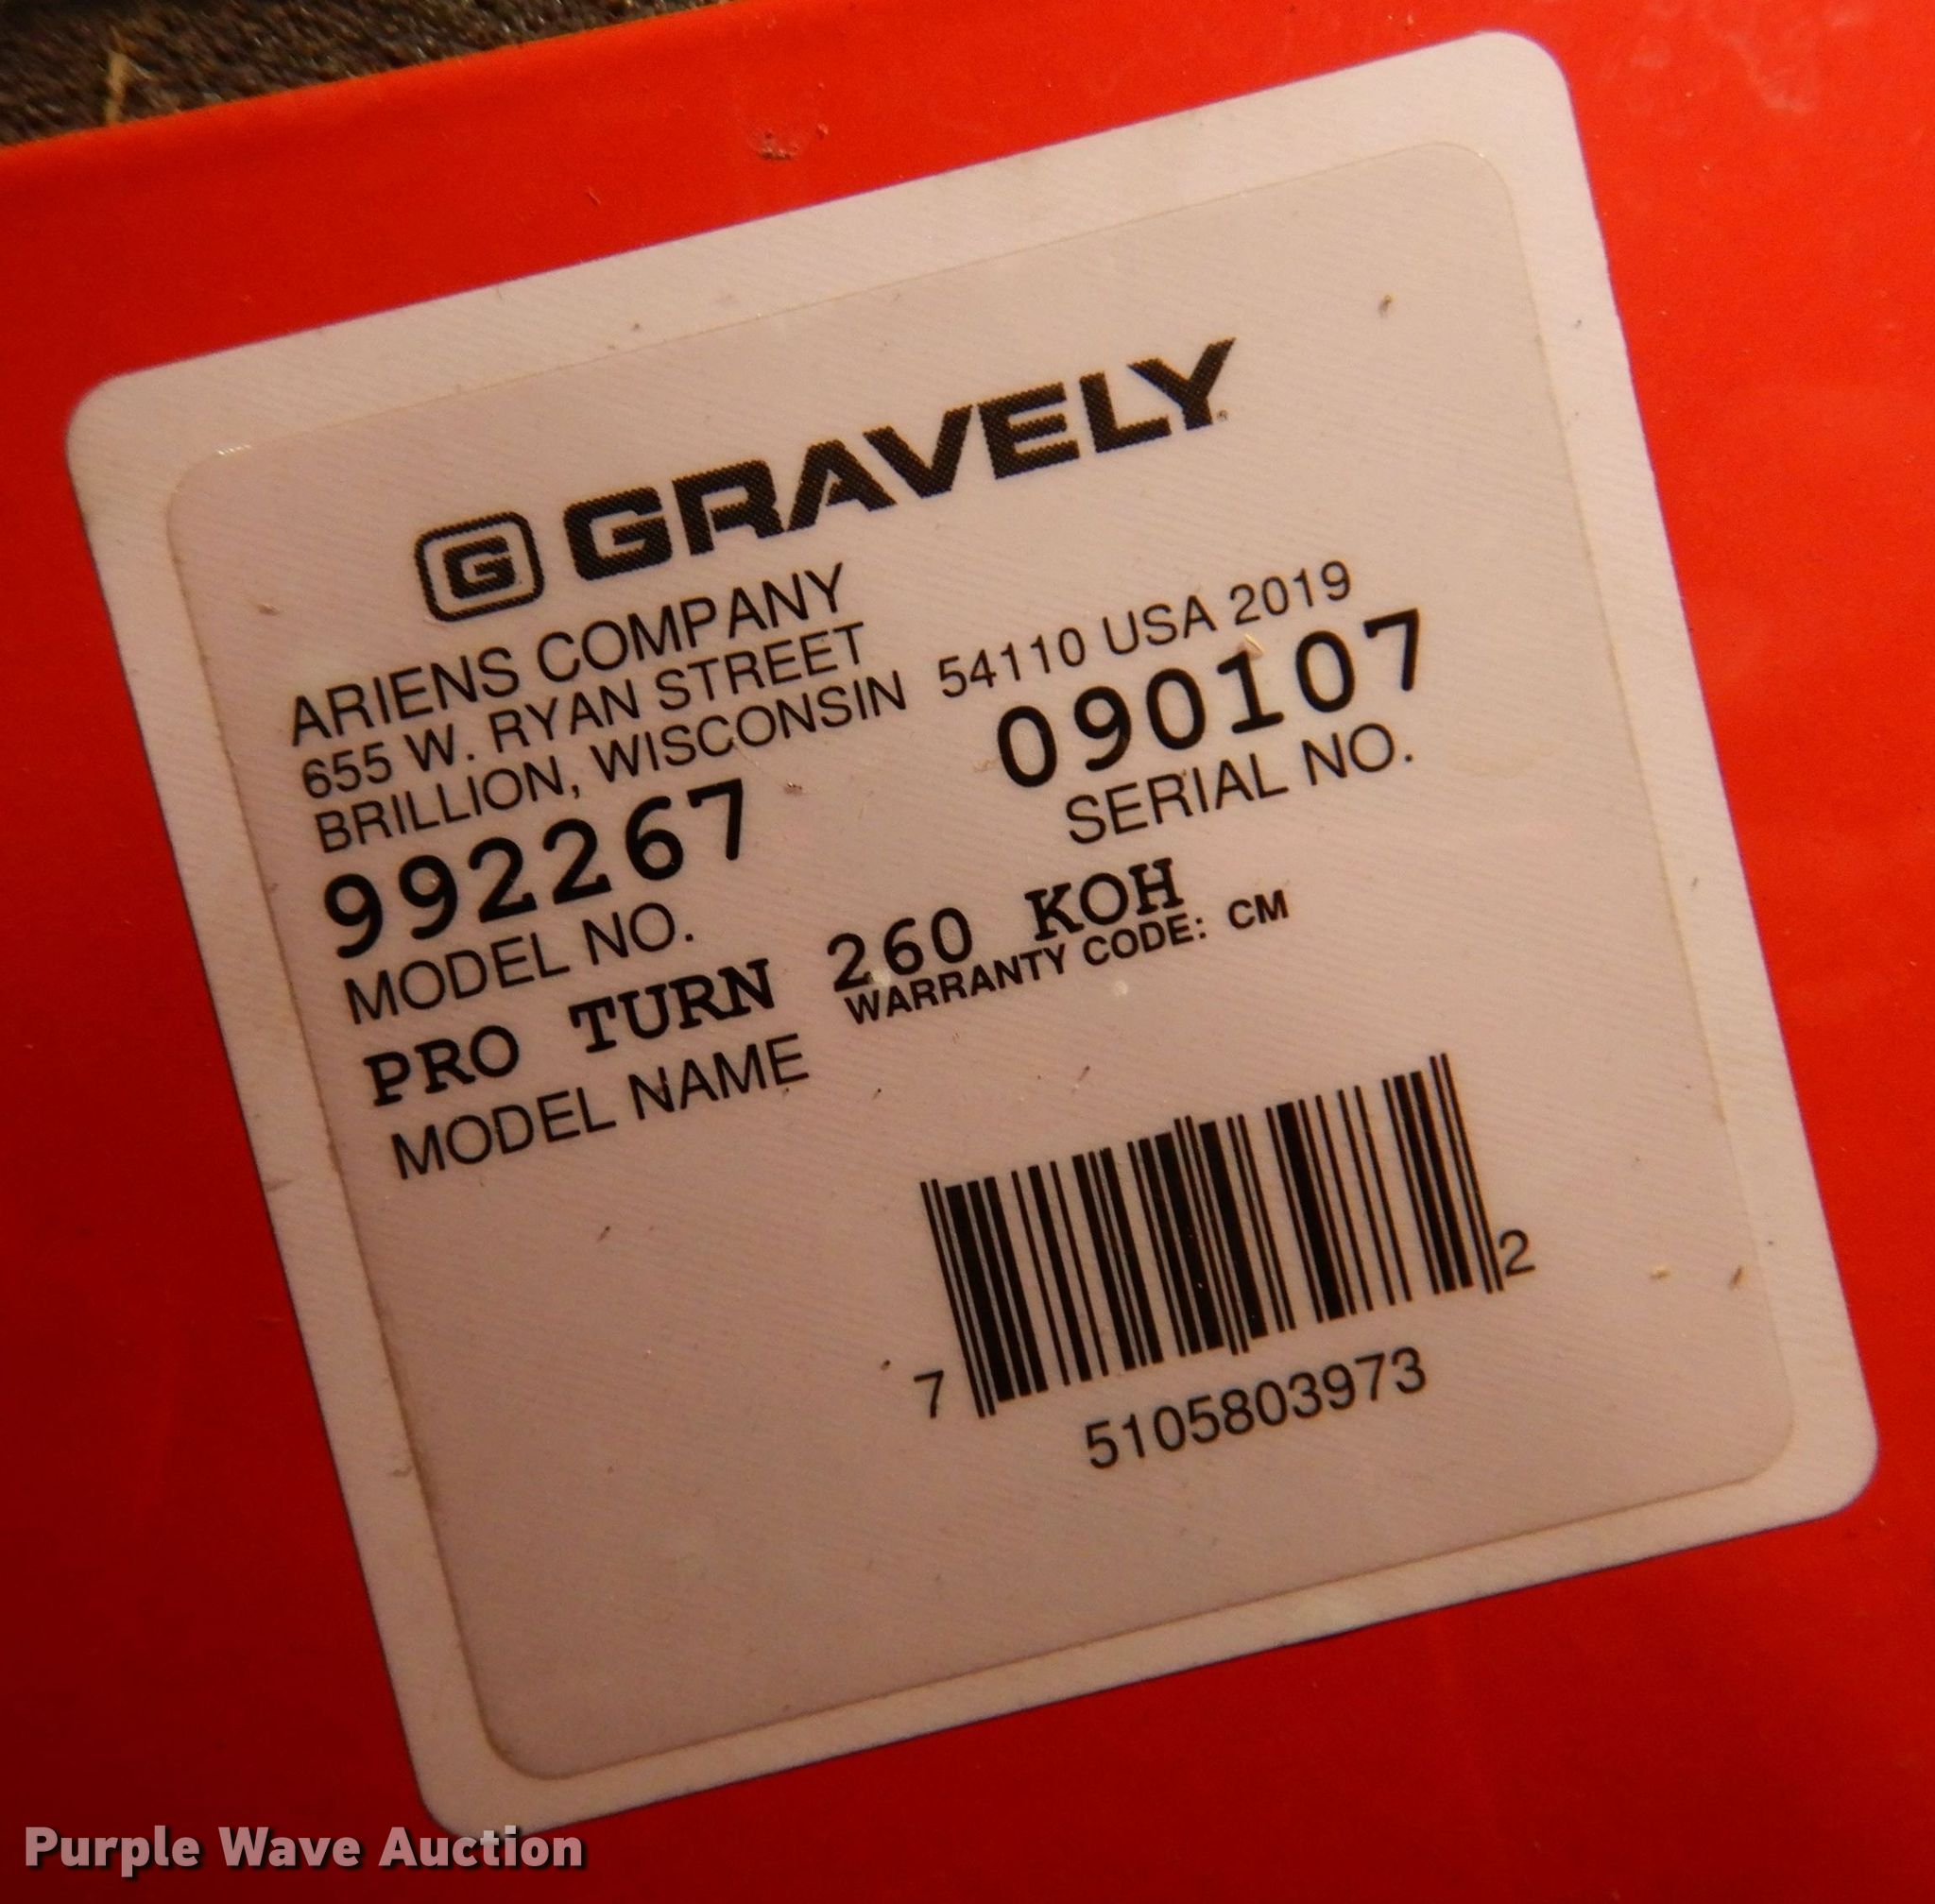 G GRAVELY
ARIENS COMPANY
655 W. RYAN STREET
BRILLION, WISCONSIN 54110 USA 2019
992267 090107
MODEL NO. SERIAL NO.
PRO TURN 260 KOH
MODEL NAME WARRANTY CODE: CM
7 5105803973 2
Purple Wave Auction